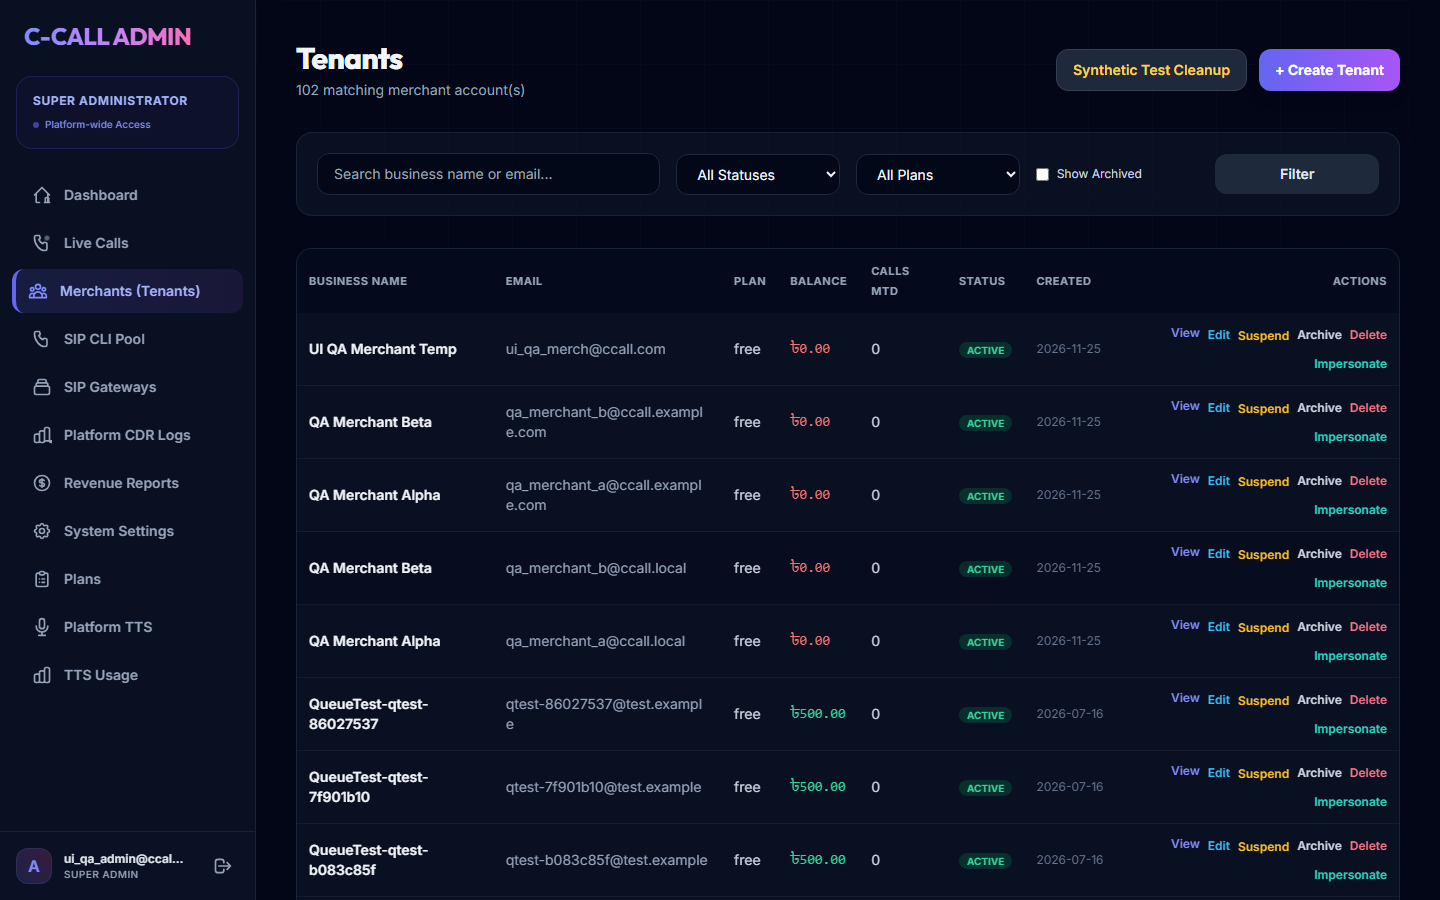 C-CALL ADMIN
SUPER ADMINISTRATOR
Platform-wide Access
Dashboard
Live Calls
Merchants (Tenants)
SIP CLI Pool
SIP Gateways
Platform CDR Logs
Revenue Reports
System Settings
Plans
Platform TTS
TTS Usage
A
ui_qa_admin@ccal...
SUPER ADMIN
Tenants
102 matching merchant account(s)
Synthetic Test Cleanup
+ Create Tenant
Search business name or email...
All Statuses
All Plans
Show Archived
Filter
BUSINESS NAME EMAIL PLAN BALANCE CALLS MTD STATUS CREATED ACTIONS
UI QA Merchant Temp ui_qa_merch@ccall.com free ৳0.00 0 ACTIVE 2026-11-25 View Edit Suspend Archive Delete
Impersonate
QA Merchant Beta qa_merchant_b@ccall.exampl
e.com free ৳0.00 0 ACTIVE 2026-11-25 View Edit Suspend Archive Delete
Impersonate
QA Merchant Alpha qa_merchant_a@ccall.exampl
e.com free ৳0.00 0 ACTIVE 2026-11-25 View Edit Suspend Archive Delete
Impersonate
QA Merchant Beta qa_merchant_b@ccall.local free ৳0.00 0 ACTIVE 2026-11-25 View Edit Suspend Archive Delete
Impersonate
QA Merchant Alpha qa_merchant_a@ccall.local free ৳0.00 0 ACTIVE 2026-11-25 View Edit Suspend Archive Delete
Impersonate
QueueTest-qtest-
86027537 qtest-86027537@test.exampl
e free ৳500.00 0 ACTIVE 2026-07-16 View Edit Suspend Archive Delete
Impersonate
QueueTest-qtest-
7f901b10 qtest-7f901b10@test.example free ৳500.00 0 ACTIVE 2026-07-16 View Edit Suspend Archive Delete
Impersonate
QueueTest-qtest-
b083c85f qtest-b083c85f@test.example free ৳500.00 0 ACTIVE 2026-07-16 View Edit Suspend Archive Delete
Impersonate